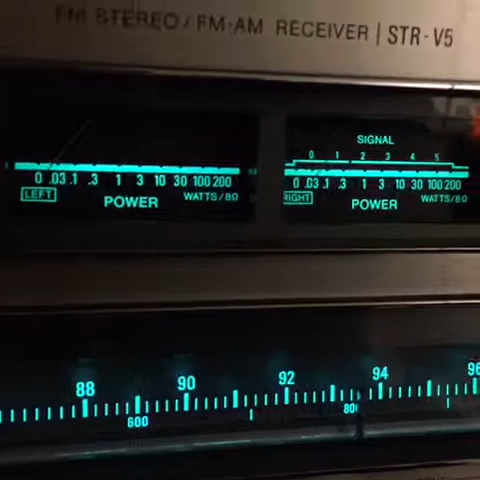 FM STEREO / FM-AM RECEIVER | STR-V5
SIGNAL
0 1 2 3 4 5
0 .03 .1 .3 1 3 10 30 100 200
LEFT POWER WATTS/8Ω
0 .03 .1 .3 1 3 10 30 100 200
RIGHT POWER WATTS/8Ω
88 90 92 94 96
600 80